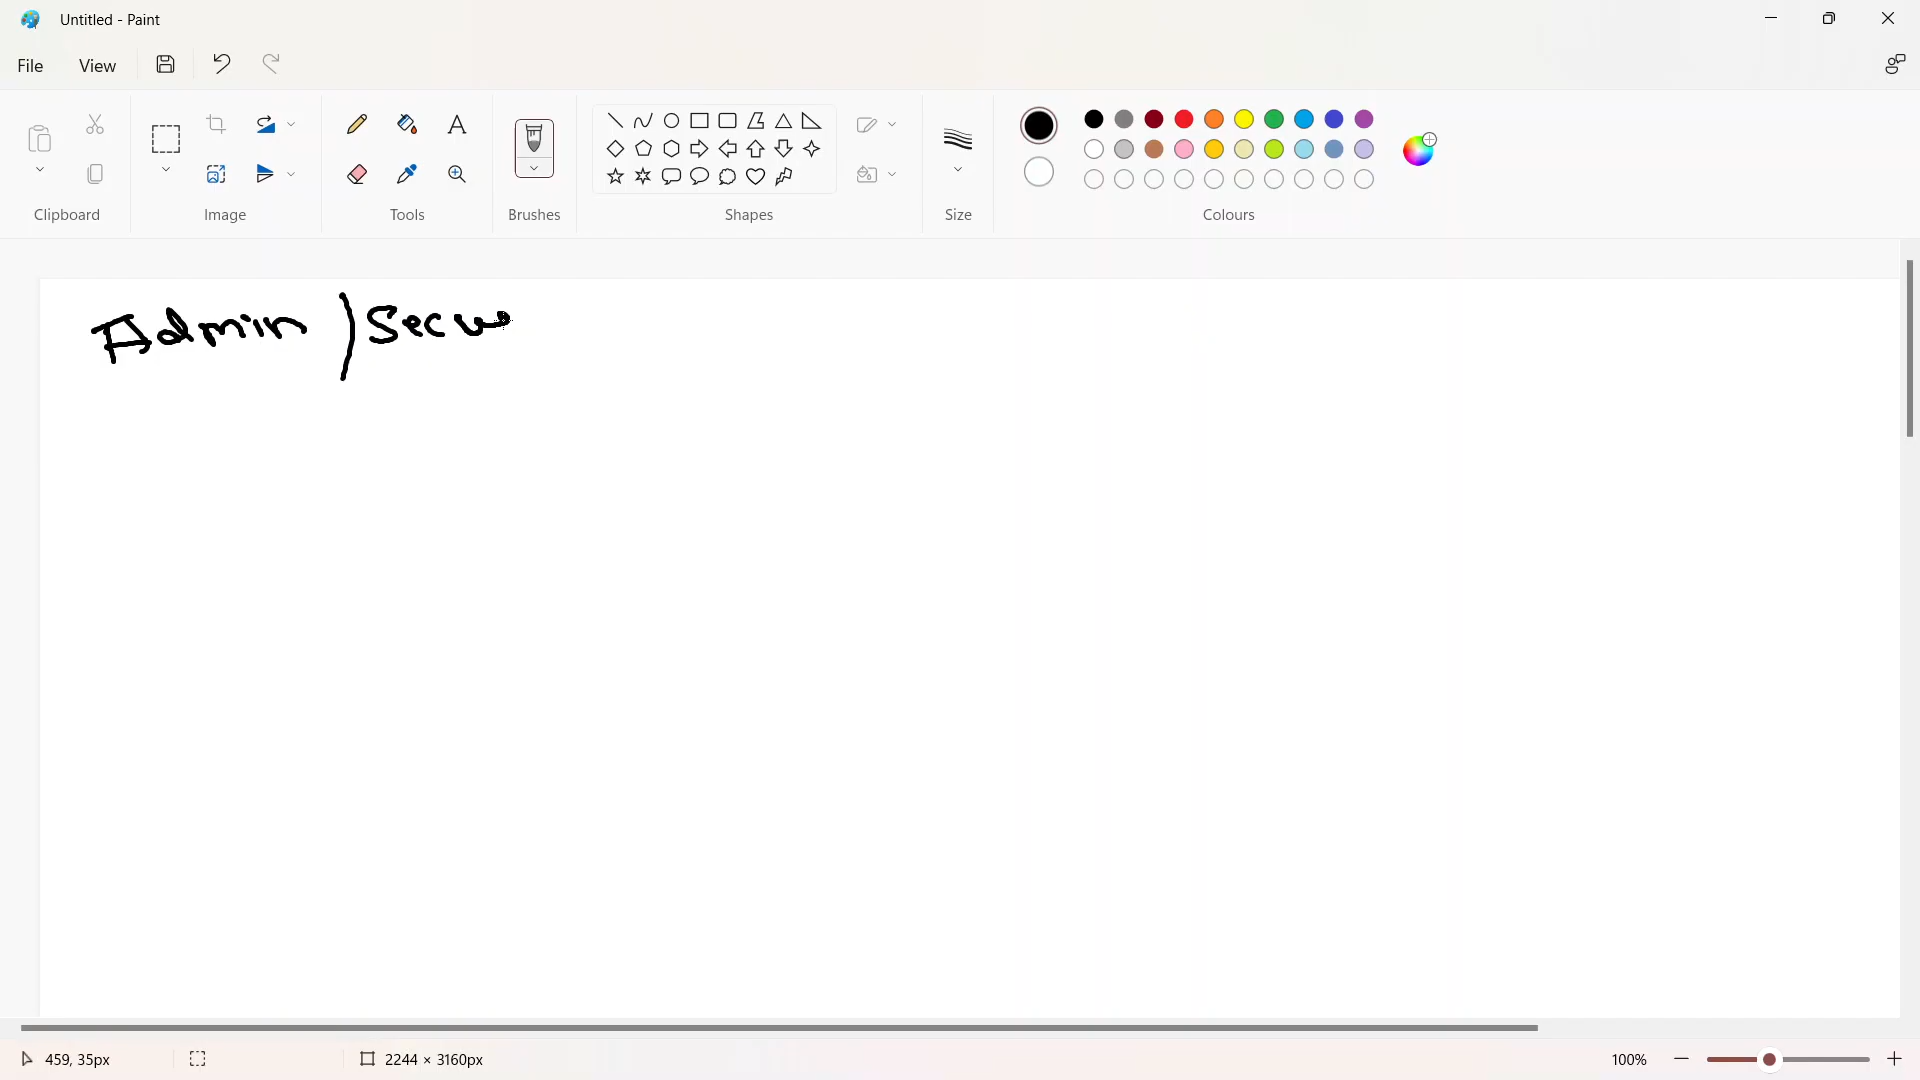 Untitled - Paint
File View
Clipboard Image Tools Brushes Shapes Size Colours
Admin ) Secu
459, 35px 2244 × 3160px 100%